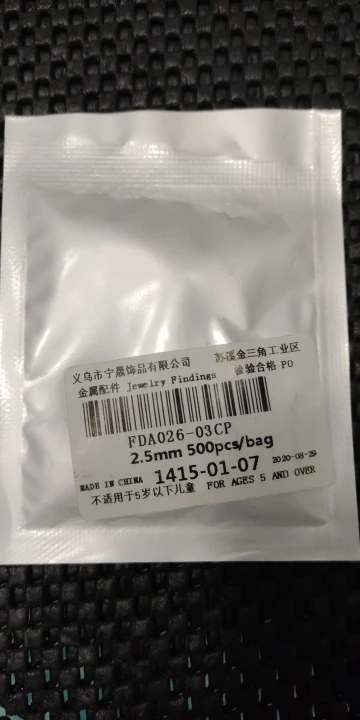 义乌市宁晟饰品有限公司 苏溪金三角工业区
金属配件 Jewelry Findings 检验合格 PO
FDA026-03CP
2.5mm 500pcs/bag
MADE IN CHINA 1415-01-07 2020-08-29
不适用于5岁以下儿童 FOR AGES 5 AND OVER